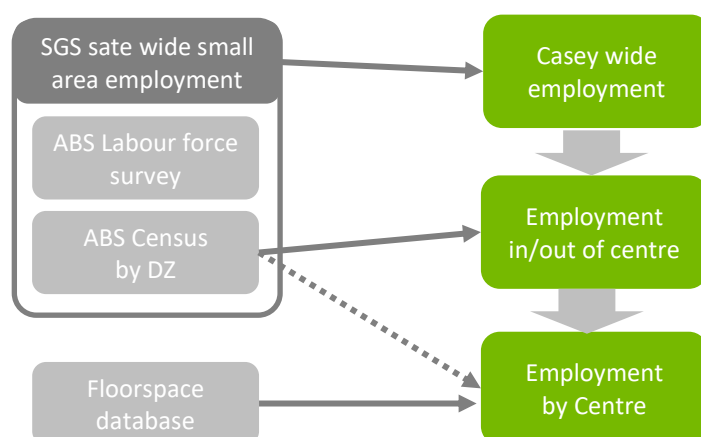 SGS sate wide small
area employment
ABS Labour force
survey
ABS Census
by DZ
Floorspace
database
Casey wide
employment
Employment
in/out of centre
Employment
by Centre